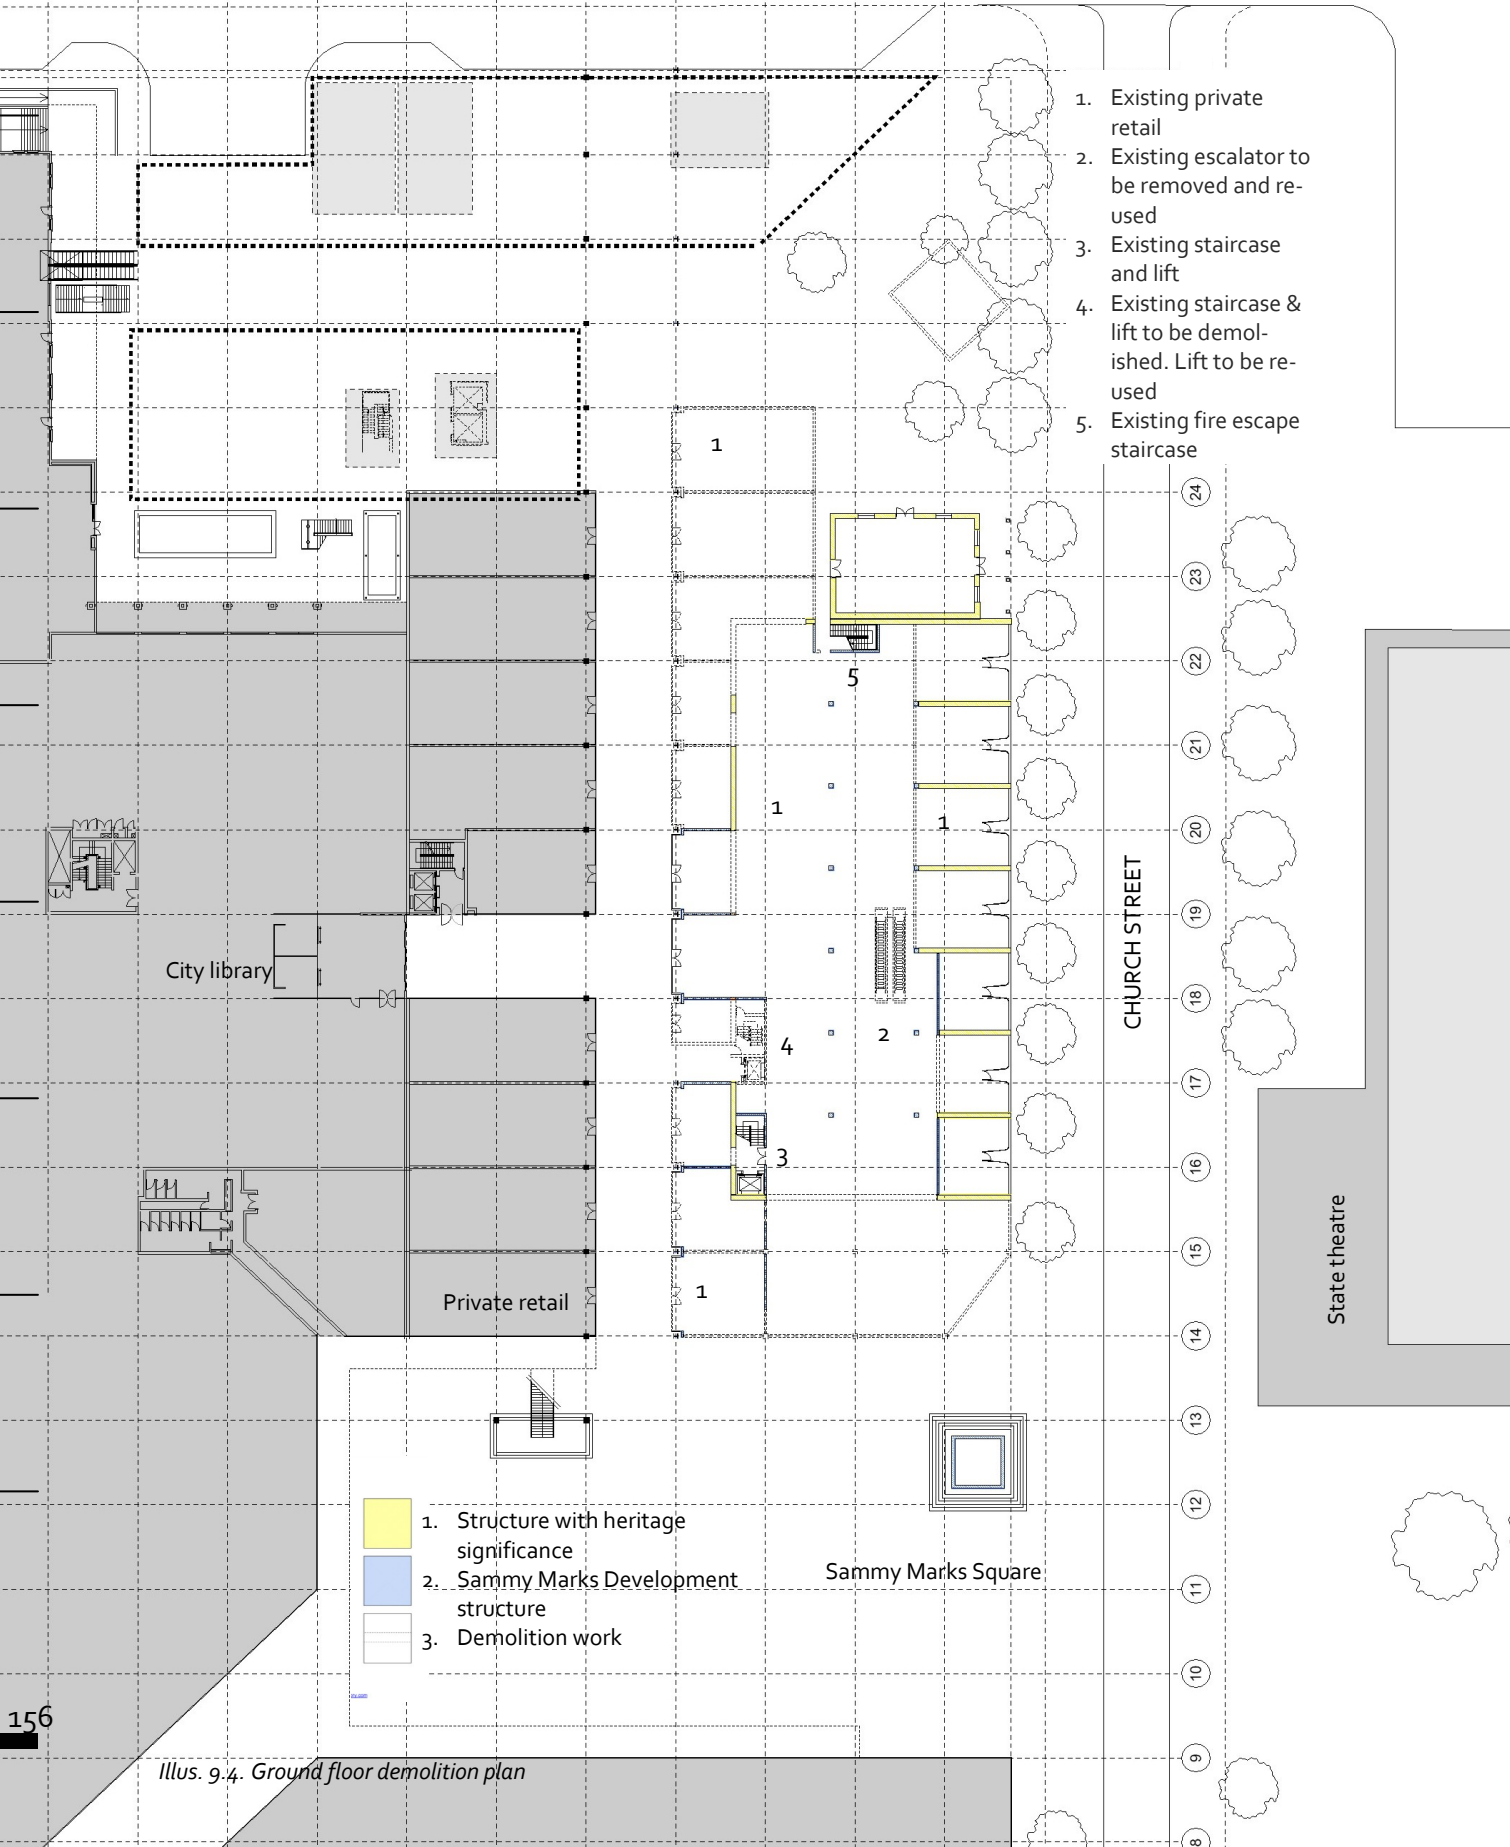 1. Existing private
retail
2. Existing escalator to
be removed and re-
used
3. Existing staircase
and lift
4. Existing staircase &
lift to be demol-
ished. Lift to be re-
used
5. Existing fire escape
staircase
1
24
23
22
5
21
1
1
20
19
City library
CHURCH STREET
18
2
4
17
3
16
State theatre
15
1
Private retail
14
13
12
1. Structure with heritage
significance
2. Sammy Marks Development
structure
3. Demolition work
Sammy Marks Square
11
10
156
9
Illus. 9.4. Ground floor demolition plan
8